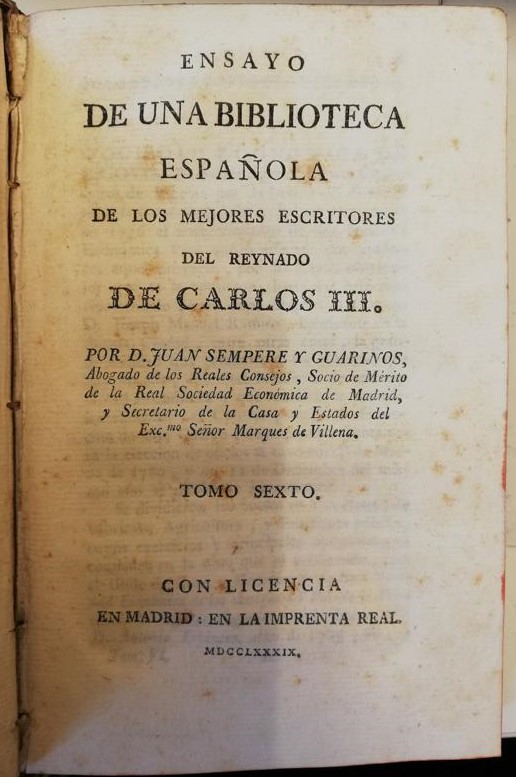 ENSAYO
DE UNA BIBLIOTECA
ESPAÑOLA
DE LOS MEJORES ESCRITORES
DEL REYNADO
DE CARLOS III.
POR D. JUAN SEMPERE Y GUARINOS,
Abogado de los Reales Consejos, Socio de Mérito
de la Real Sociedad Económica de Madrid,
y Secretario de la Casa y Estados del
Exc.mo Señor Marques de Villena.
TOMO SEXTO.
CON LICENCIA
EN MADRID: EN LA IMPRENTA REAL.
MDCCLXXXIX.